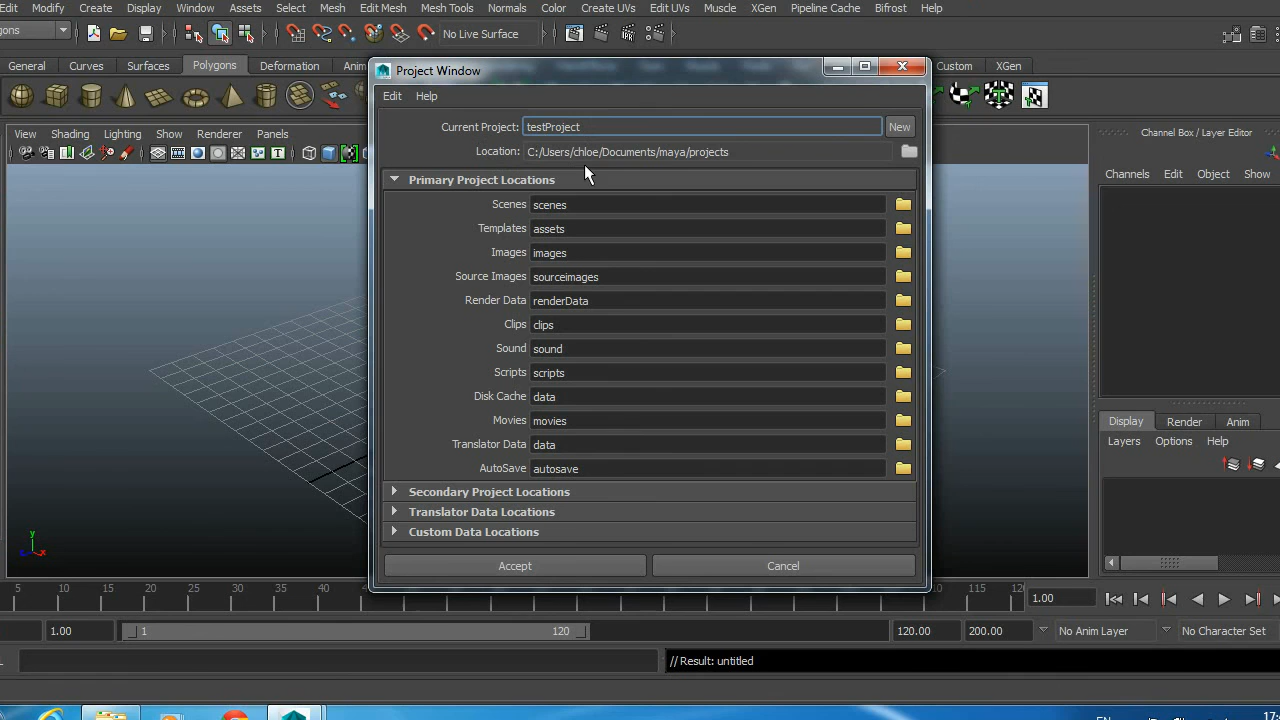 Edit Modify Create Display Window Assets Select Mesh Edit Mesh Mesh Tools Normals Color Create UVs Edit UVs Muscle XGen Pipeline Cache Bifrost Help
No Live Surface
General Curves Surfaces Polygons Deformation Custom XGen
Project Window
Edit Help
View Shading Lighting Show Renderer Panels
Channel Box / Layer Editor
Channels Edit Object Show
Current Project: testProject New
Location: C:/Users/chloe/Documents/maya/projects
Primary Project Locations
Scenes scenes
Templates assets
Images images
Source Images sourceimages
Render Data renderData
Clips clips
Sound sound
Scripts scripts
Disk Cache data
Movies movies
Translator Data data
AutoSave autosave
Secondary Project Locations
Translator Data Locations
Custom Data Locations
Accept Cancel
Display Render Anim
Layers Options Help
y
z x
5 10 15 20 25 30 35 40 1.00
1.00 1 120 120.00 200.00 No Anim Layer No Character Set
// Result: untitled
EN 17: